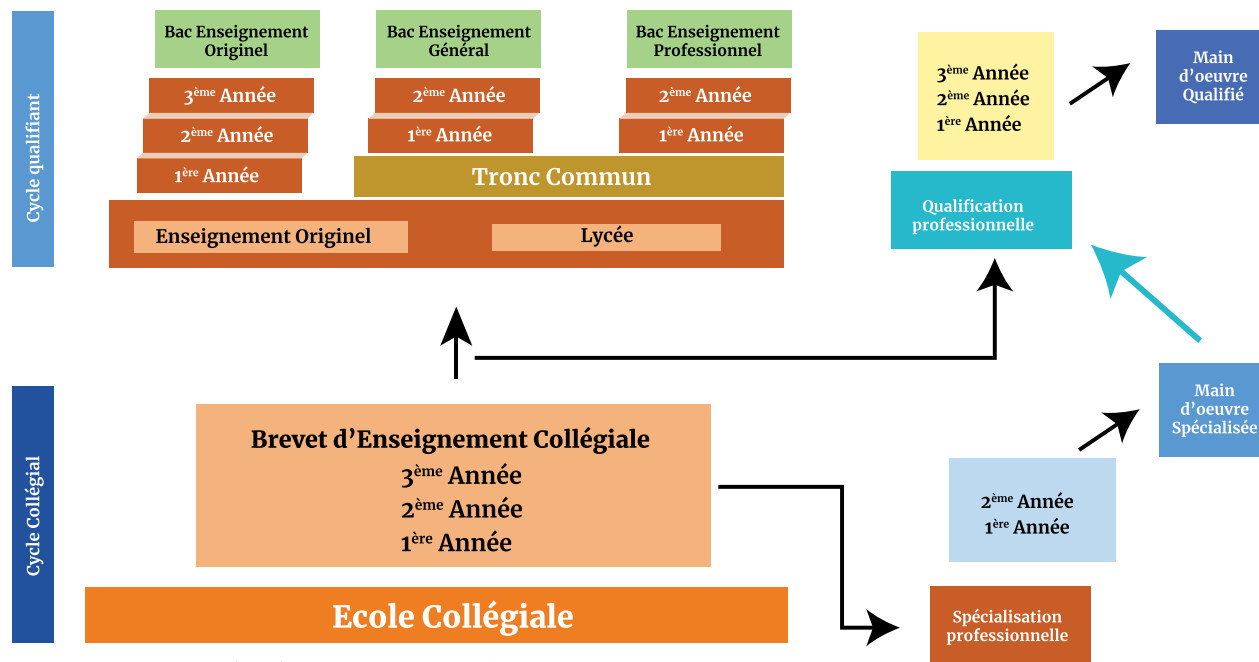 Cycle qualifiant
Bac Enseignement
Originel
3ème Année
2ème Année
1ère Année
Bac Enseignement
Général
2ème Année
1ère Année
Bac Enseignement
Professionnel
2ème Année
1ère Année
Tronc Commun
Enseignement Originel
Lycée
3ème Année
2ème Année
1ère Année
Main
d’oeuvre
Qualifié
Qualification
professionnelle
Cycle Collégial
Brevet d’Enseignement Collégiale
3ème Année
2ème Année
1ère Année
Ecole Collégiale
Main
d’oeuvre
Spécialisée
2ème Année
1ère Année
Spécialisation
professionnelle